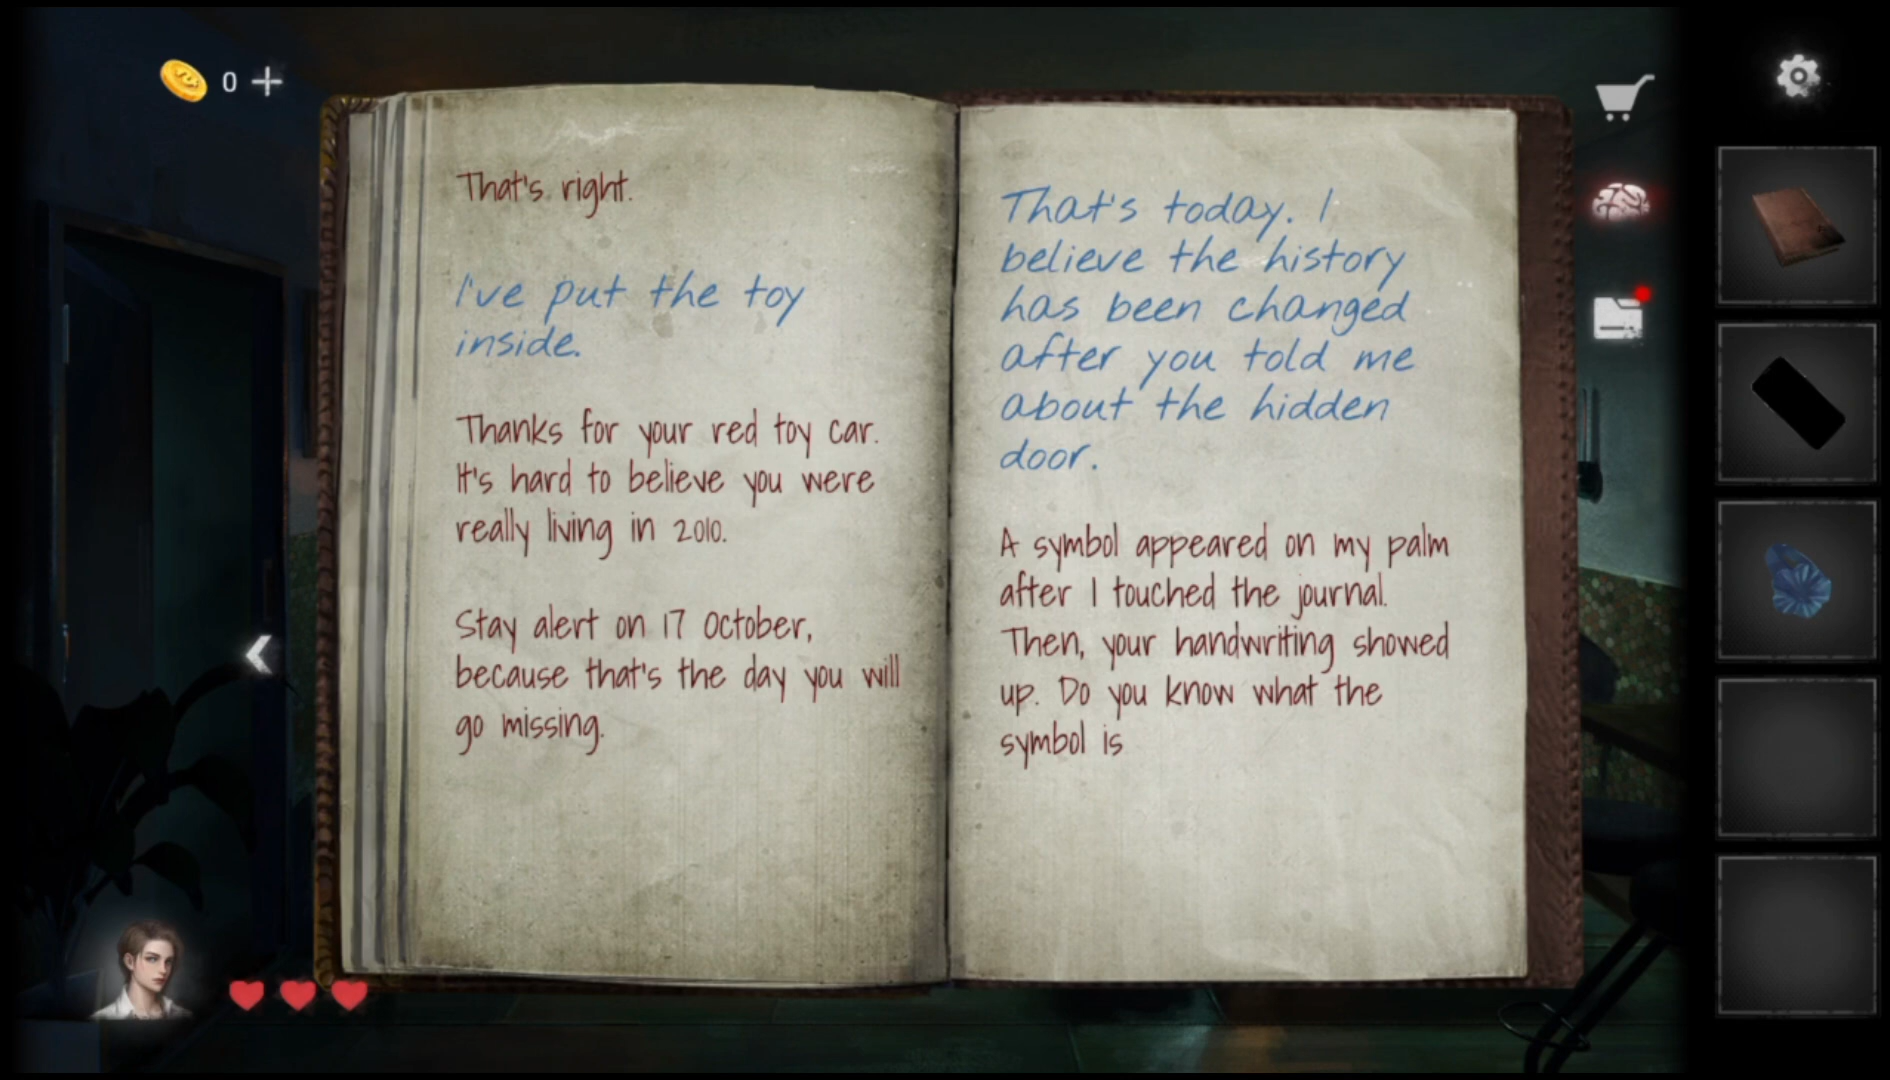 0
That's right.
I've put the toy
inside.
Thanks for your red toy car.
It's hard to believe you were
really living in 2010.
Stay alert on 17 October,
because that's the day you will
go missing.
That's today. I
believe the history
has been changed
after you told me
about the hidden
door.
A symbol appeared on my palm
after I touched the journal.
Then, your handwriting showed
up. Do you know what the
symbol is